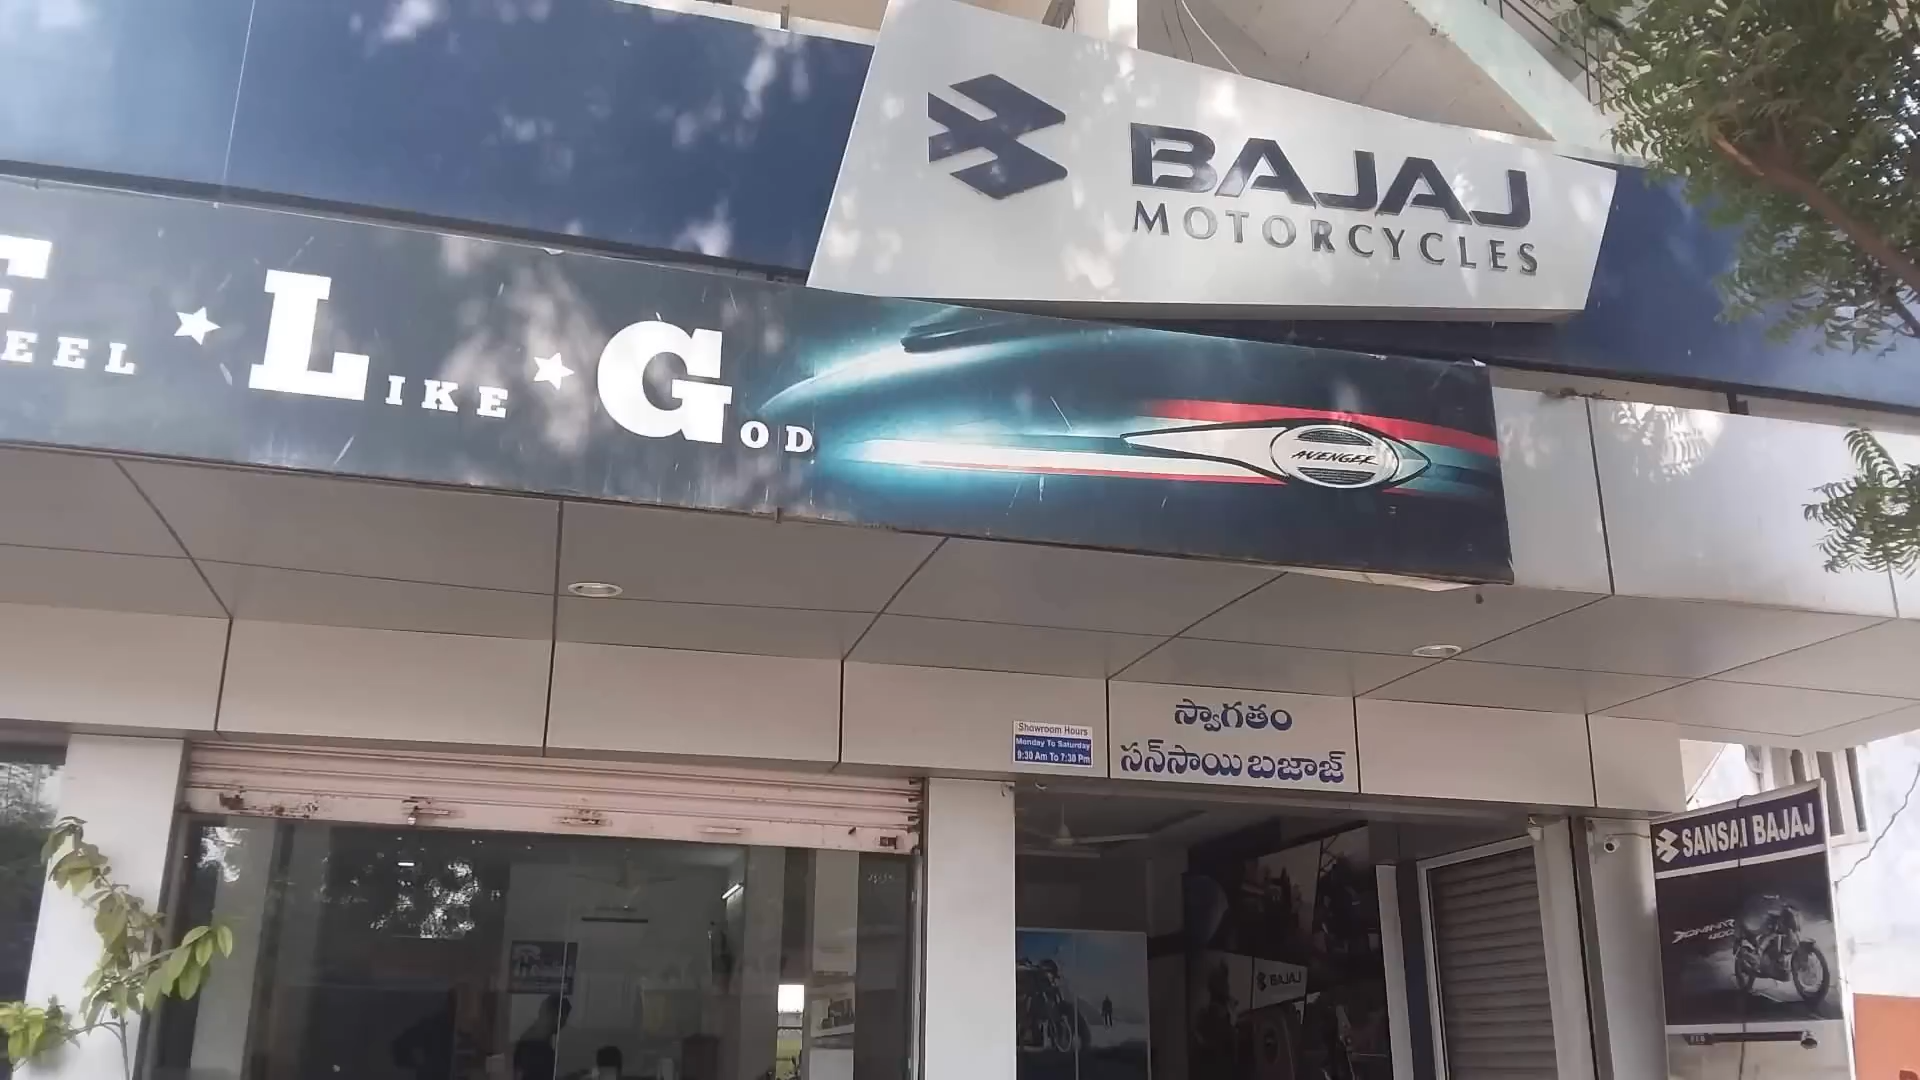 BAJAJ
MOTORCYCLES
EEL ★ LIKE ★ GOD
AVENGER
Showroom Hours
Monday To Saturday
9:30 Am To 7:30 Pm
స్వాగతం
సన్‌సాయి బజాజ్
SANSAI BAJAJ
DOMINAR
400
BAJAJ